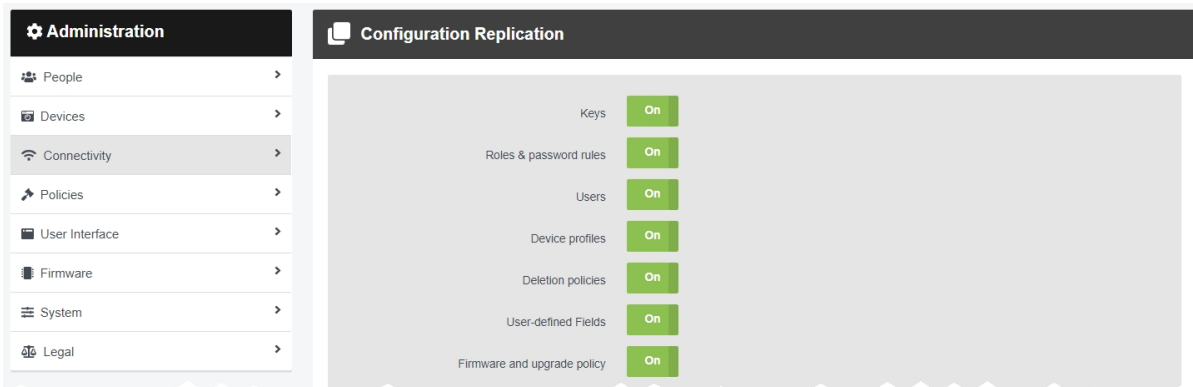 Administration
People
Devices
Connectivity
Policies
User Interface
Firmware
System
Legal
Configuration Replication
Keys On
Roles & password rules On
Users On
Device profiles On
Deletion policies On
User-defined Fields On
Firmware and upgrade policy On